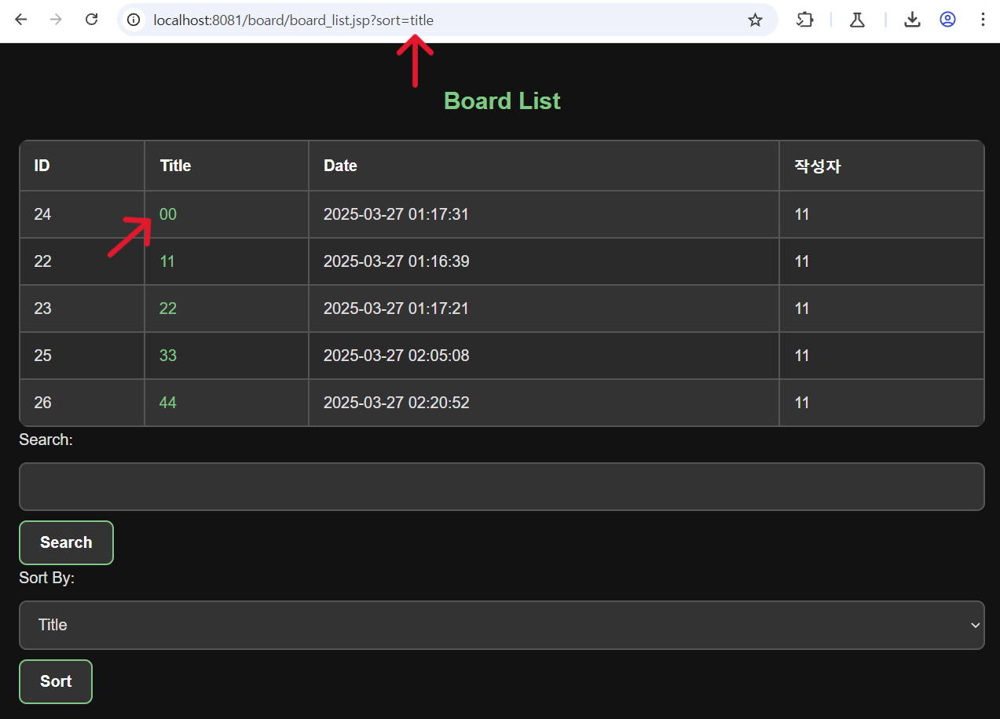 localhost:8081/board/board_list.jsp?sort=title
Board List
ID Title Date 작성자
24 00 2025-03-27 01:17:31 11
22 11 2025-03-27 01:16:39 11
23 22 2025-03-27 01:17:21 11
25 33 2025-03-27 02:05:08 11
26 44 2025-03-27 02:20:52 11
Search:
Search
Sort By:
Title
Sort